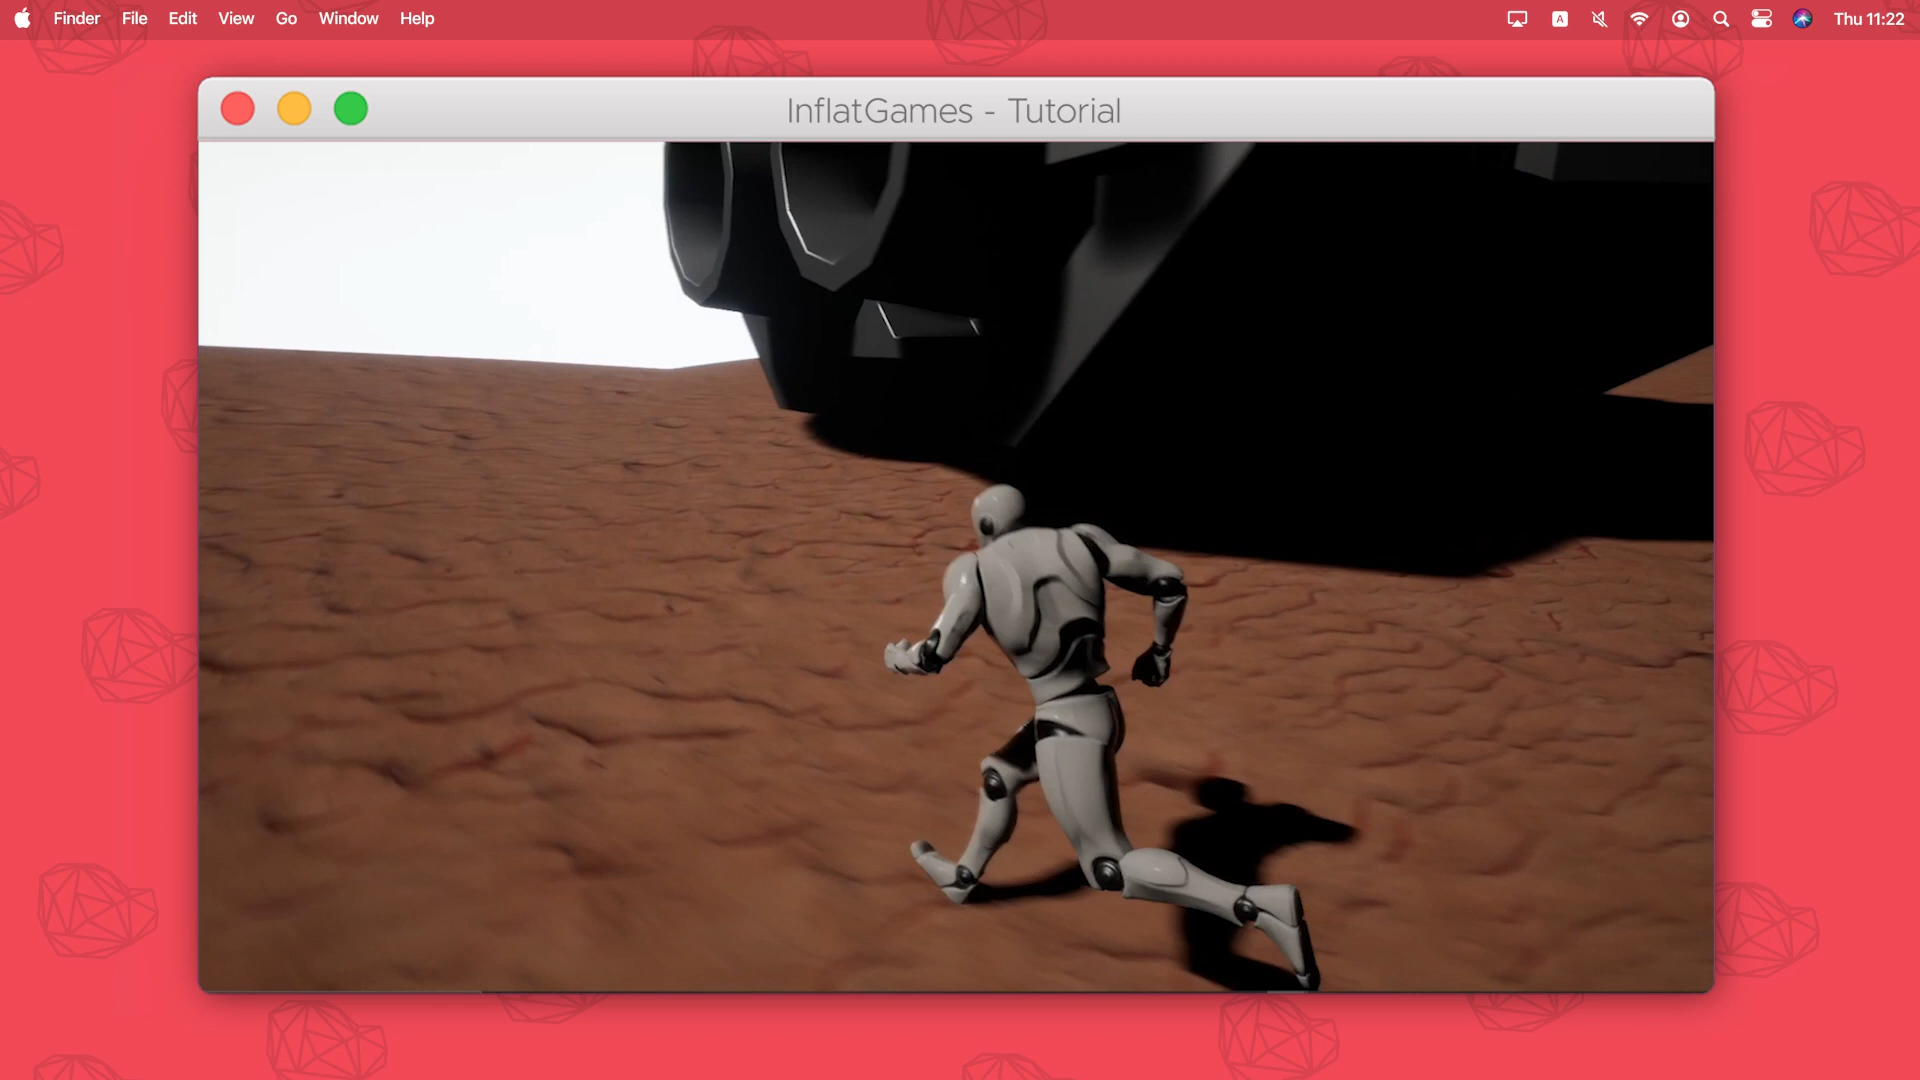 Finder File Edit View Go Window Help A Thu 11:22
InflatGames - Tutorial